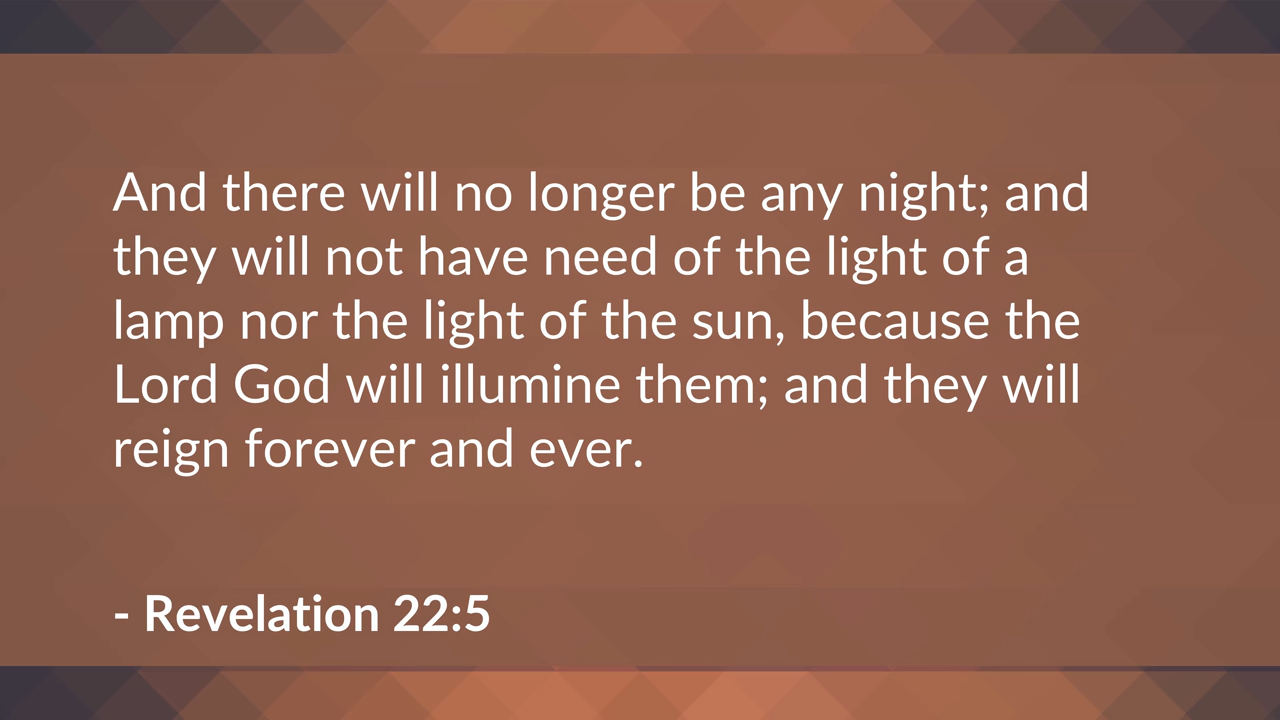 And there will no longer be any night; and
they will not have need of the light of a
lamp nor the light of the sun, because the
Lord God will illumine them; and they will
reign forever and ever.
- Revelation 22:5